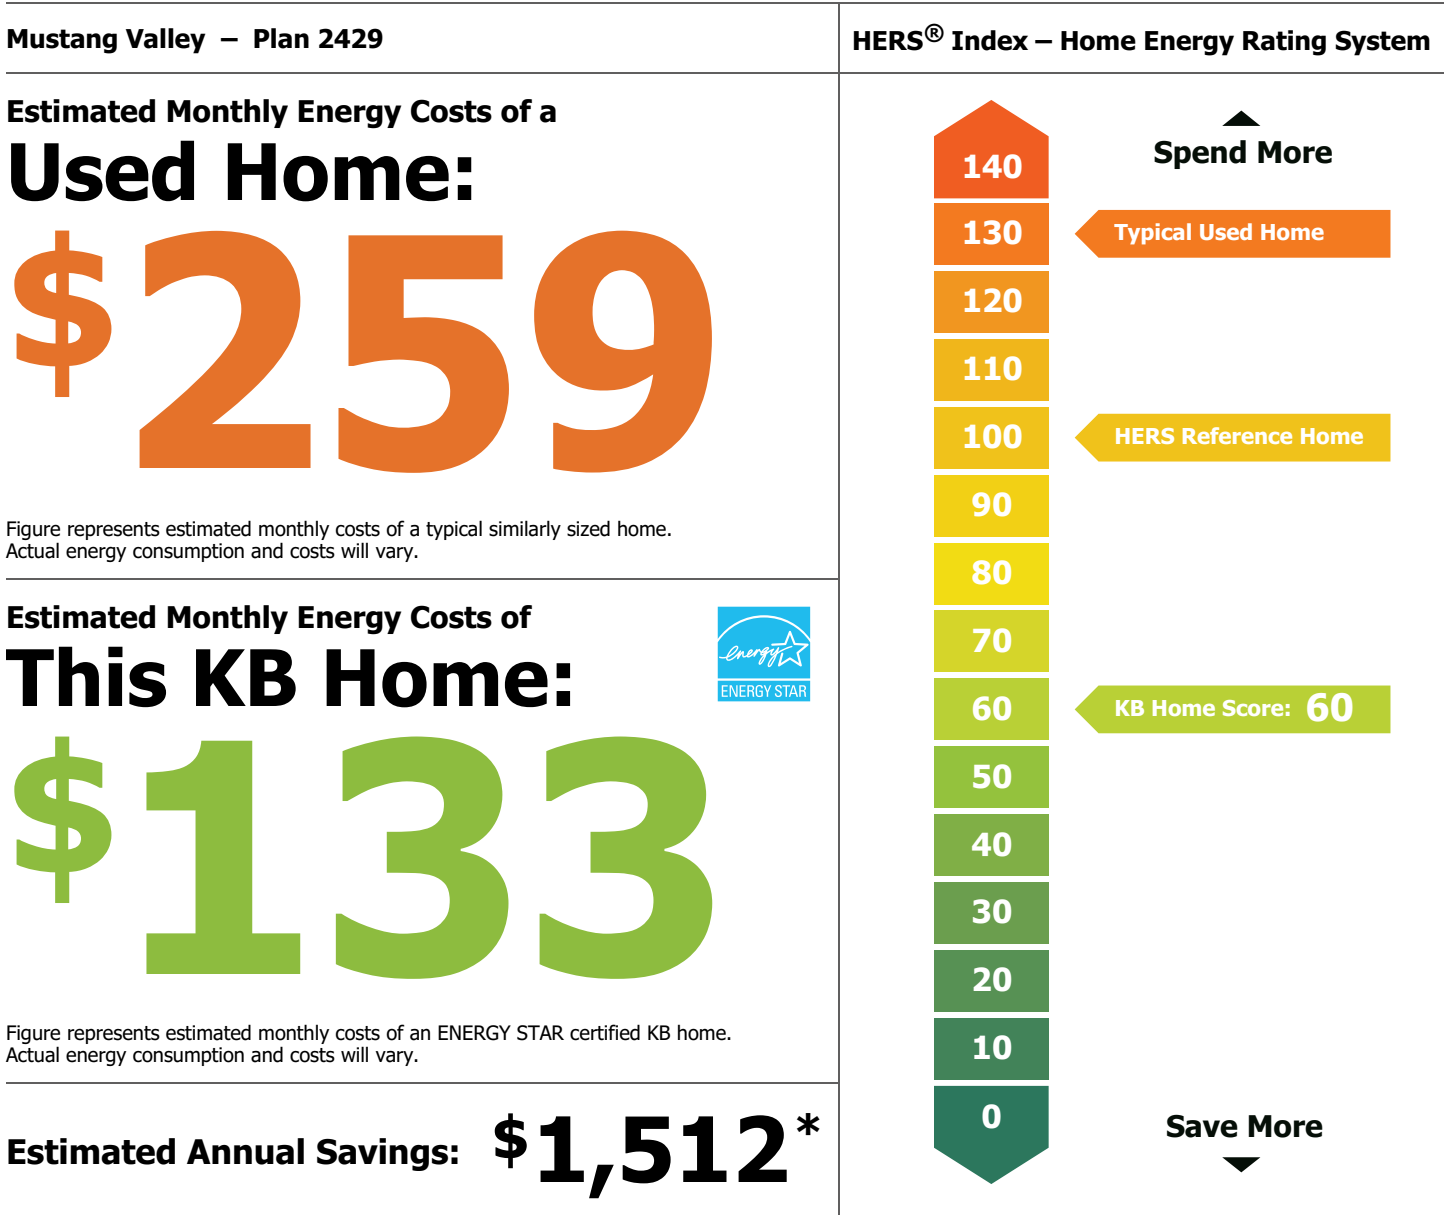 Mustang Valley – Plan 2429
Estimated Monthly Energy Costs of a
Used Home:
$259
Figure represents estimated monthly costs of a typical similarly sized home.
Actual energy consumption and costs will vary.
Estimated Monthly Energy Costs of
This KB Home:
energy
ENERGY STAR
$133
Figure represents estimated monthly costs of an ENERGY STAR certified KB home.
Actual energy consumption and costs will vary.
Estimated Annual Savings: $1,512*
HERS® Index – Home Energy Rating System
Spend More
140
130 Typical Used Home
120
110
100 HERS Reference Home
90
80
70
60 KB Home Score: 60
50
40
30
20
10
0
Save More